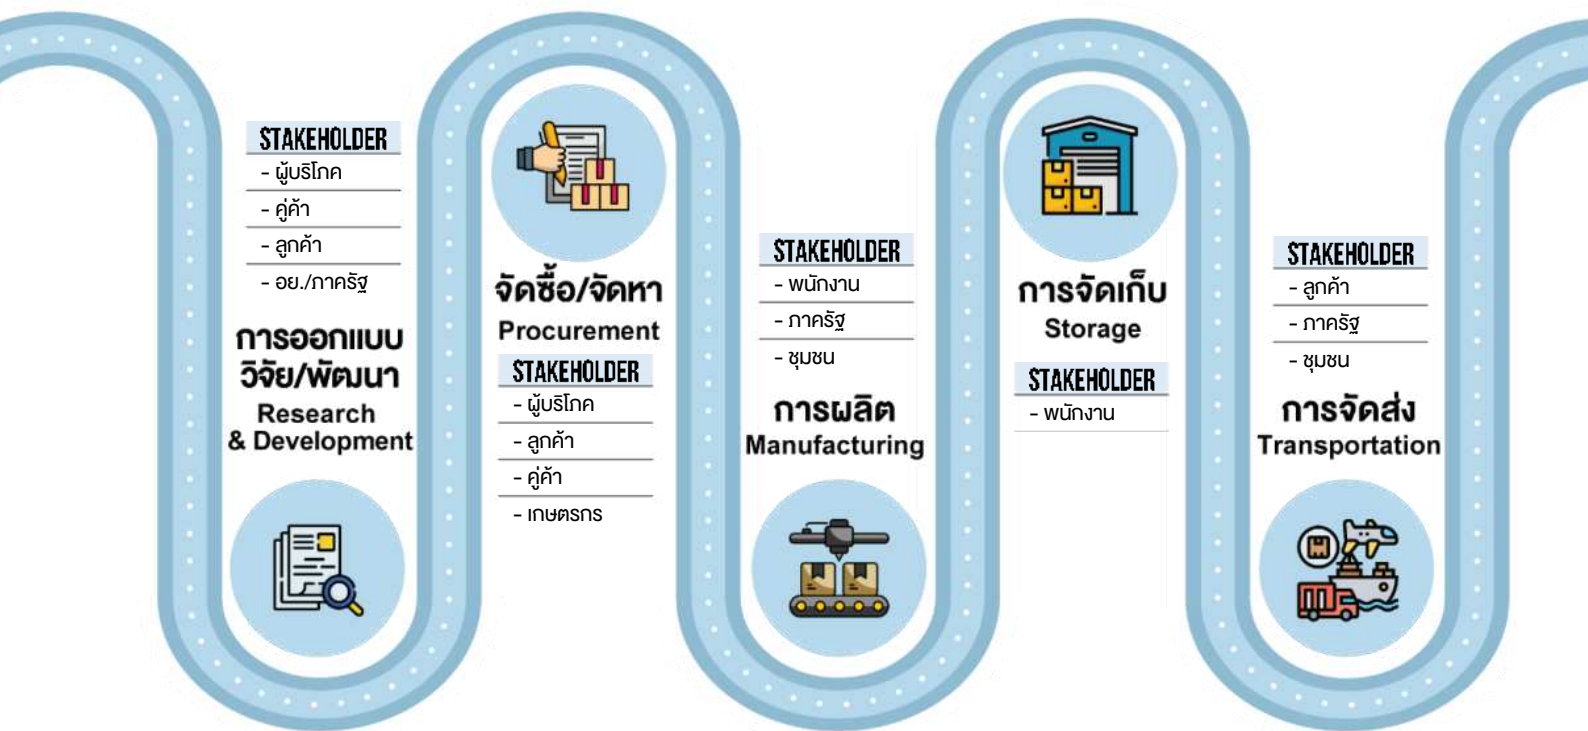 STAKEHOLDER
- ผู้บริโภค
- คู่ค้า
- ลูกค้า
- อย./ภาครัฐ
การออกแบบ
วิจัย/พัฒนา
Research
& Development
จัดซื้อ/จัดหา
Procurement
STAKEHOLDER
- ผู้บริโภค
- ลูกค้า
- คู่ค้า
- เกษตรกร
STAKEHOLDER
- พนักงาน
- ภาครัฐ
- ชุมชน
การผลิต
Manufacturing
การจัดเก็บ
Storage
STAKEHOLDER
- พนักงาน
STAKEHOLDER
- ลูกค้า
- ภาครัฐ
- ชุมชน
การจัดส่ง
Transportation